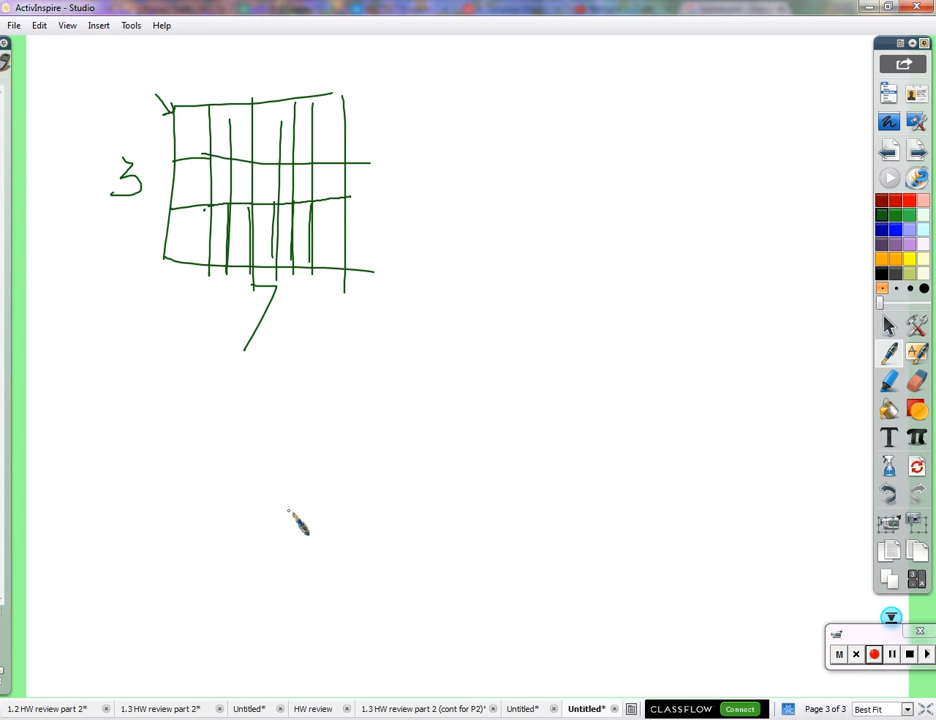 ActivInspire - Studio
File Edit View Insert Tools Help
3
7
M
1.2 HW review part 2* 1.3 HW review part 2* Untitled* HW review 1.3 HW review part 2 (cont for P2)* Untitled* Untitled* CLASSFLOW Connect Page 3 of 3 Best Fit